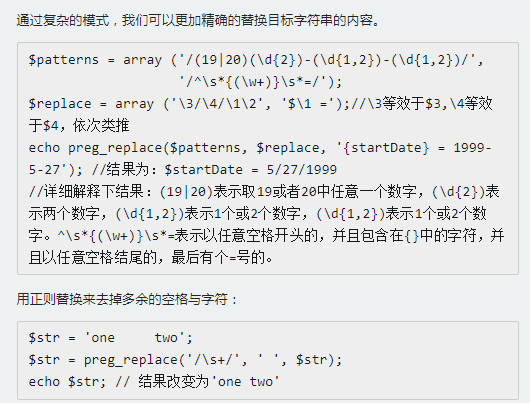 通过复杂的模式，我们可以更加精确的替换目标字符串的内容。
$patterns = array ('/(19|20)(\d{2})-(\d{1,2})-(\d{1,2})/',
'/^\s*{(\w+)}\s*=/');
$replace = array ('\3/\4/\1\2', '$\1 =');//\3等效于$3,\4等效
于$4，依次类推
echo preg_replace($patterns, $replace, '{startDate} = 1999-
5-27'); //结果为：$startDate = 5/27/1999
//详细解释下结果：(19|20)表示取19或者20中任意一个数字，(\d{2})表
示两个数字，(\d{1,2})表示1个或2个数字，(\d{1,2})表示1个或2个数
字。^\s*{(\w+)}\s*=表示以任意空格开头的，并且包含在{}中的字符，并
且以任意空格结尾的，最后有个=号的。
用正则替换来去掉多余的空格与字符：
$str = 'one     two';
$str = preg_replace('/\s+/', ' ', $str);
echo $str; // 结果改变为'one two'